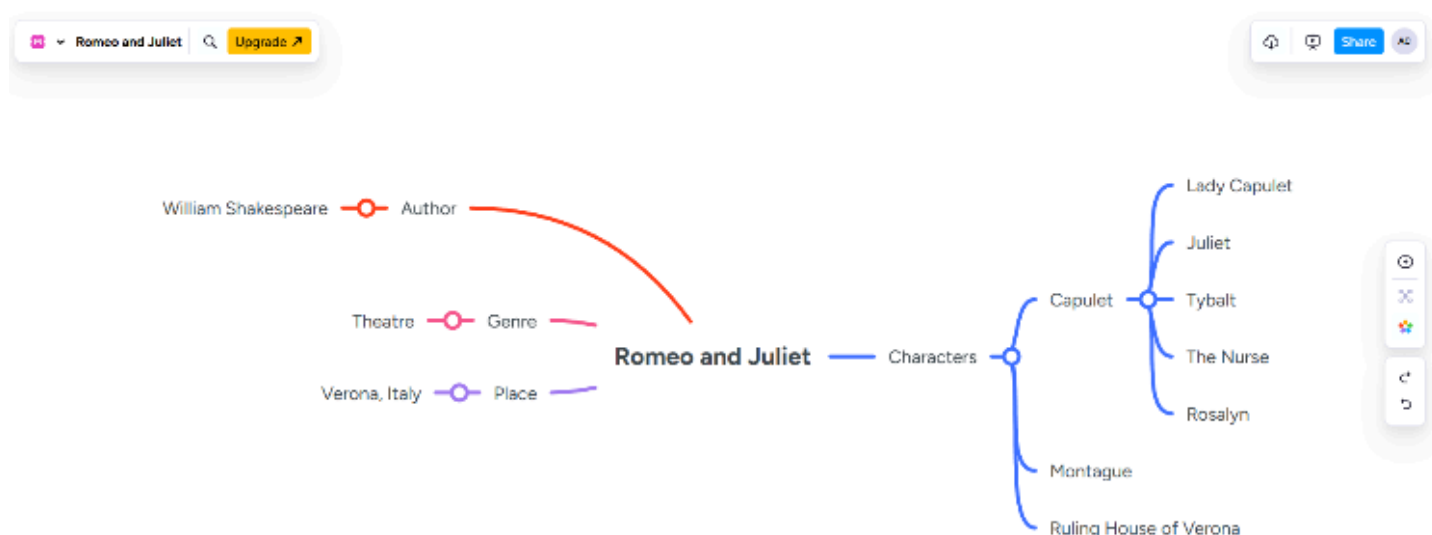 Romeo and Juliet
Upgrade ↗
Share
AD
William Shakespeare
Author
Theatre
Genre
Verona, Italy
Place
Romeo and Juliet
Characters
Capulet
Lady Capulet
Juliet
Tybalt
The Nurse
Rosalyn
Montague
Ruling House of Verona